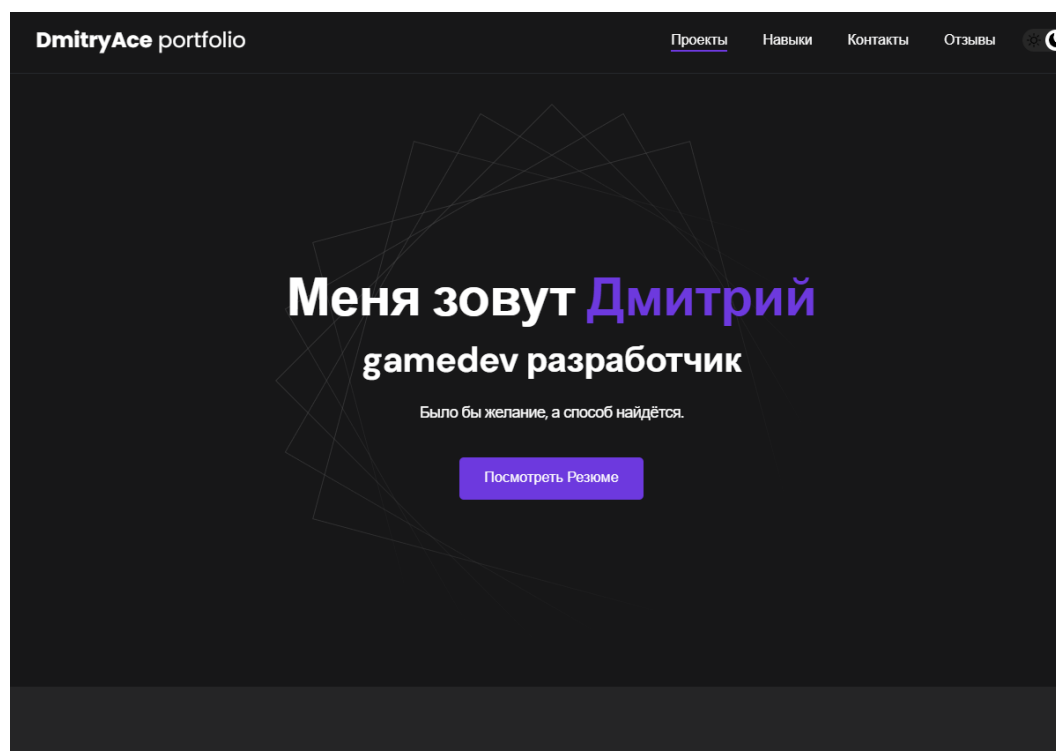 DmitryAce portfolio
Проекты Навыки Контакты Отзывы
Меня зовут Дмитрий
gamedev разработчик
Было бы желание, а способ найдётся.
Посмотреть Резюме